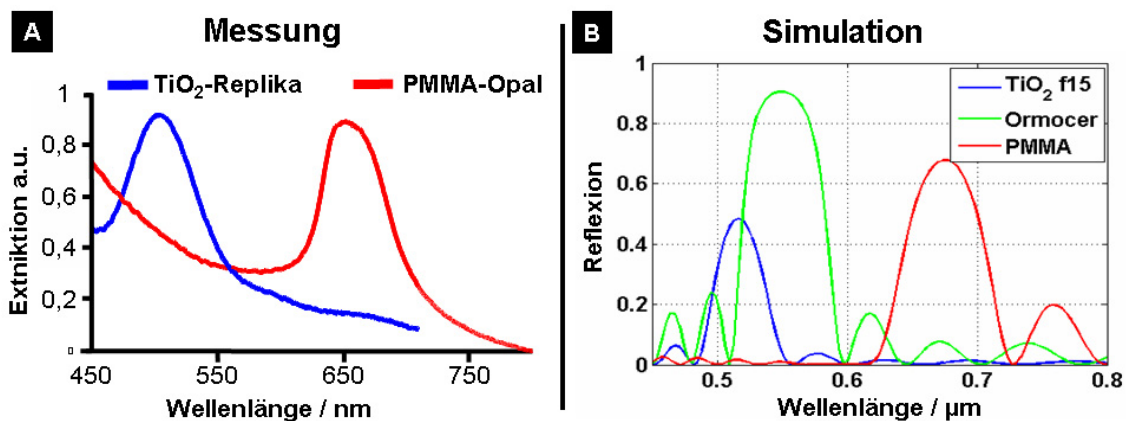 A Messung
TiO2-Replika PMMA-Opal
Extniktion a.u.
1
0,8
0,6
0,4
0,2
0
450 550 650 750
Wellenlänge / nm
B Simulation
TiO2 f15
Ormocer
PMMA
Reflexion
1
0.8
0.6
0.4
0.2
0
0.5 0.6 0.7 0.8
Wellenlänge / µm